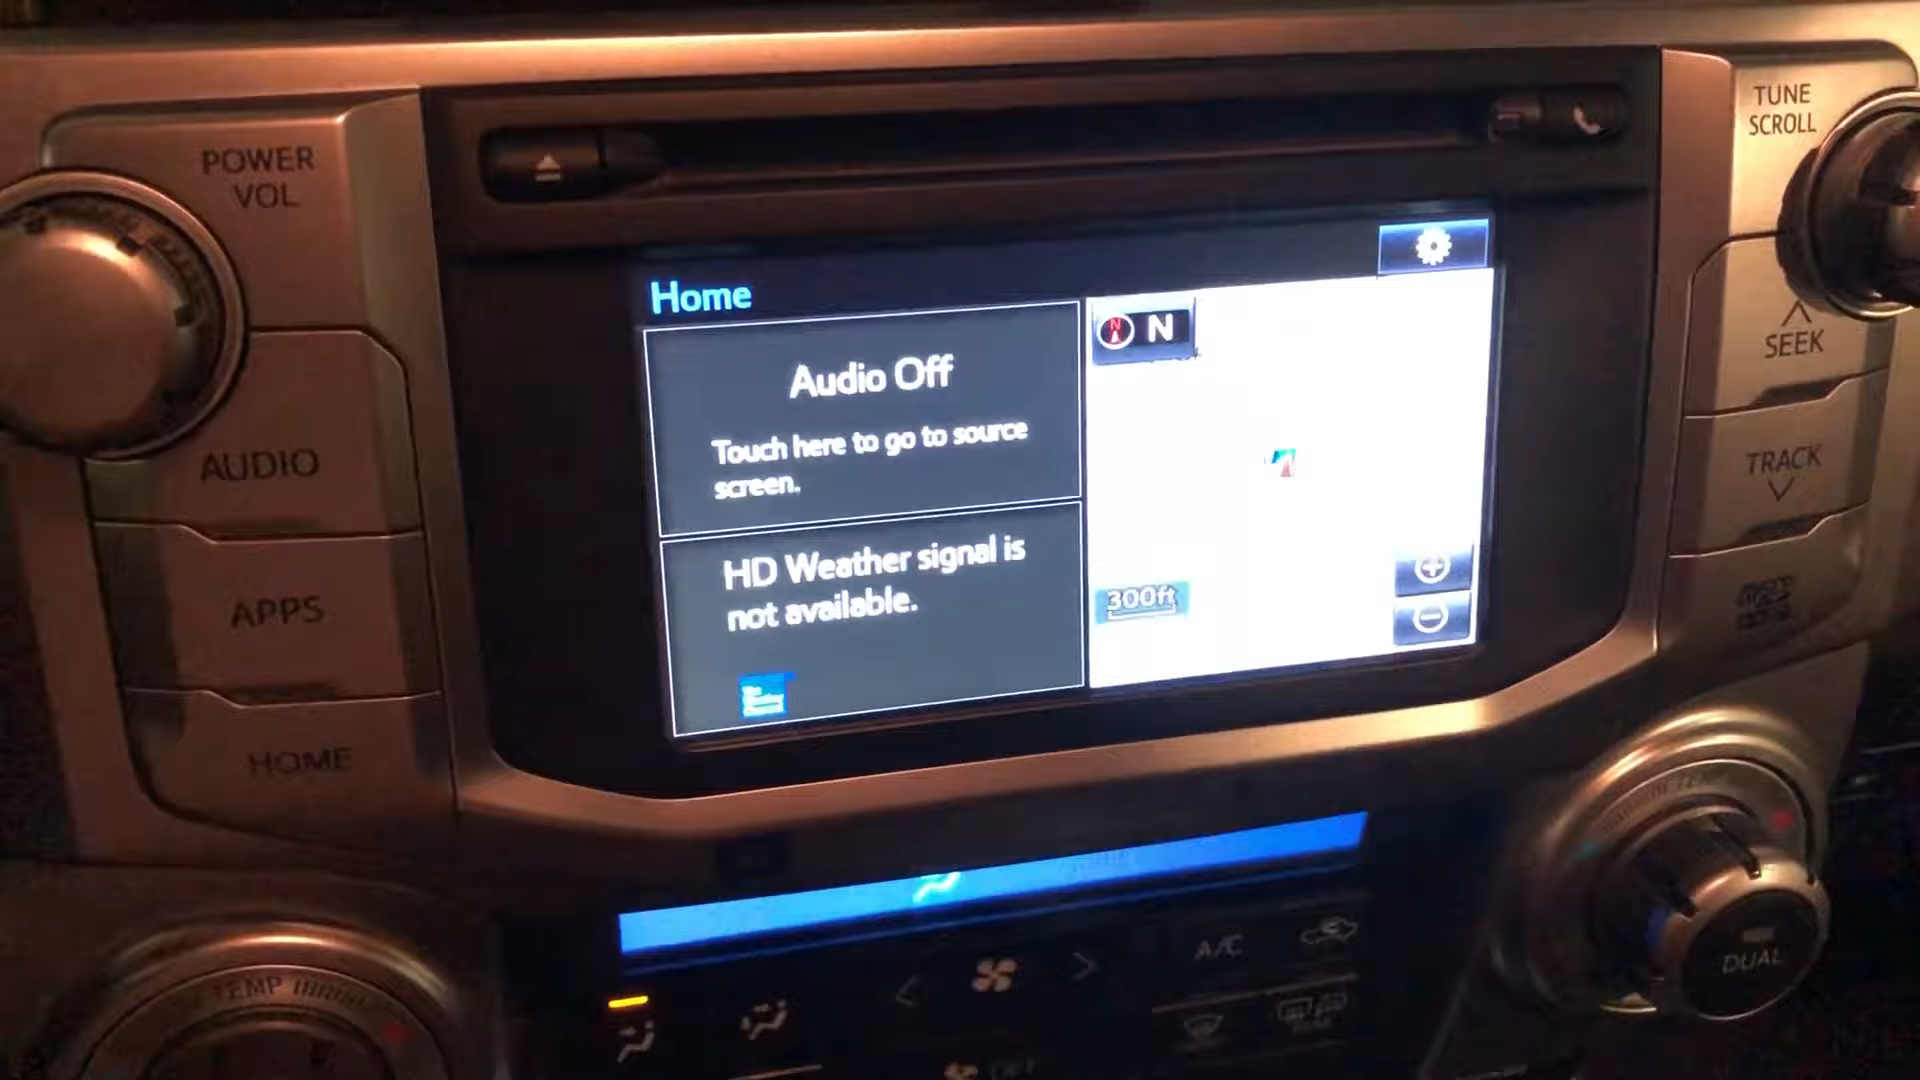 POWER
VOL
TUNE
SCROLL
Home
N
N
Audio Off
SEEK
Touch here to go to source
screen.
AUDIO
TRACK
HD Weather signal is
not available.
300ft
APPS
HOME
TEMP
A/C
DUAL
OFF